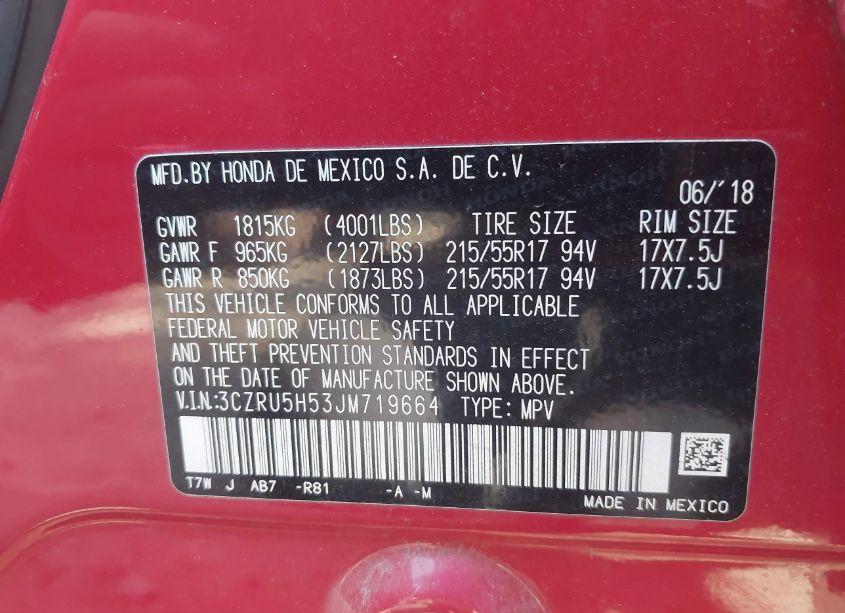 MFD.BY HONDA DE MEXICO S.A. DE C.V.
06/'18
GVWR 1815KG (4001LBS) TIRE SIZE RIM SIZE
GAWR F 965KG (2127LBS) 215/55R17 94V 17X7.5J
GAWR R 850KG (1873LBS) 215/55R17 94V 17X7.5J
THIS VEHICLE CONFORMS TO ALL APPLICABLE
FEDERAL MOTOR VEHICLE SAFETY
AND THEFT PREVENTION STANDARDS IN EFFECT
ON THE DATE OF MANUFACTURE SHOWN ABOVE.
V.I.N.:3CZRU5H53JM719664 TYPE: MPV
T7W J AB7 -R81 -A -M
MADE IN MEXICO